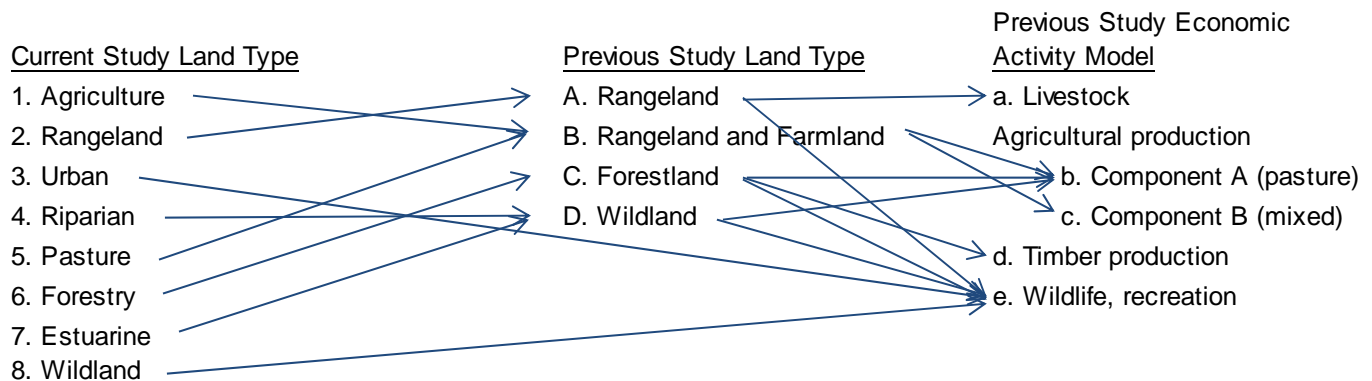 Current Study Land Type
1. Agriculture
2. Rangeland
3. Urban
4. Riparian
5. Pasture
6. Forestry
7. Estuarine
8. Wildland
Previous Study Land Type
A. Rangeland
B. Rangeland and Farmland
C. Forestland
D. Wildland
Previous Study Economic
Activity Model
a. Livestock
Agricultural production
b. Component A (pasture)
c. Component B (mixed)
d. Timber production
e. Wildlife, recreation